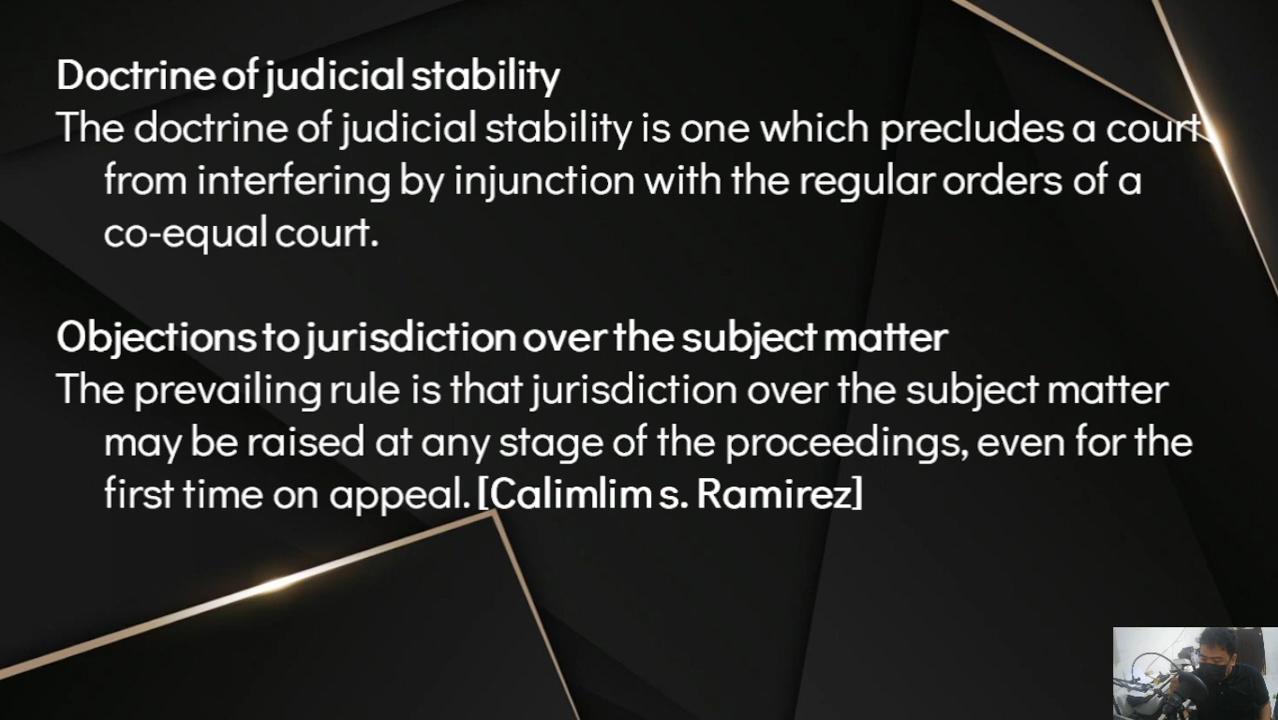 Doctrine of judicial stability
The doctrine of judicial stability is one which precludes a court
from interfering by injunction with the regular orders of a
co-equal court.
Objections to jurisdiction over the subject matter
The prevailing rule is that jurisdiction over the subject matter
may be raised at any stage of the proceedings, even for the
first time on appeal. [Calimlim s. Ramirez]